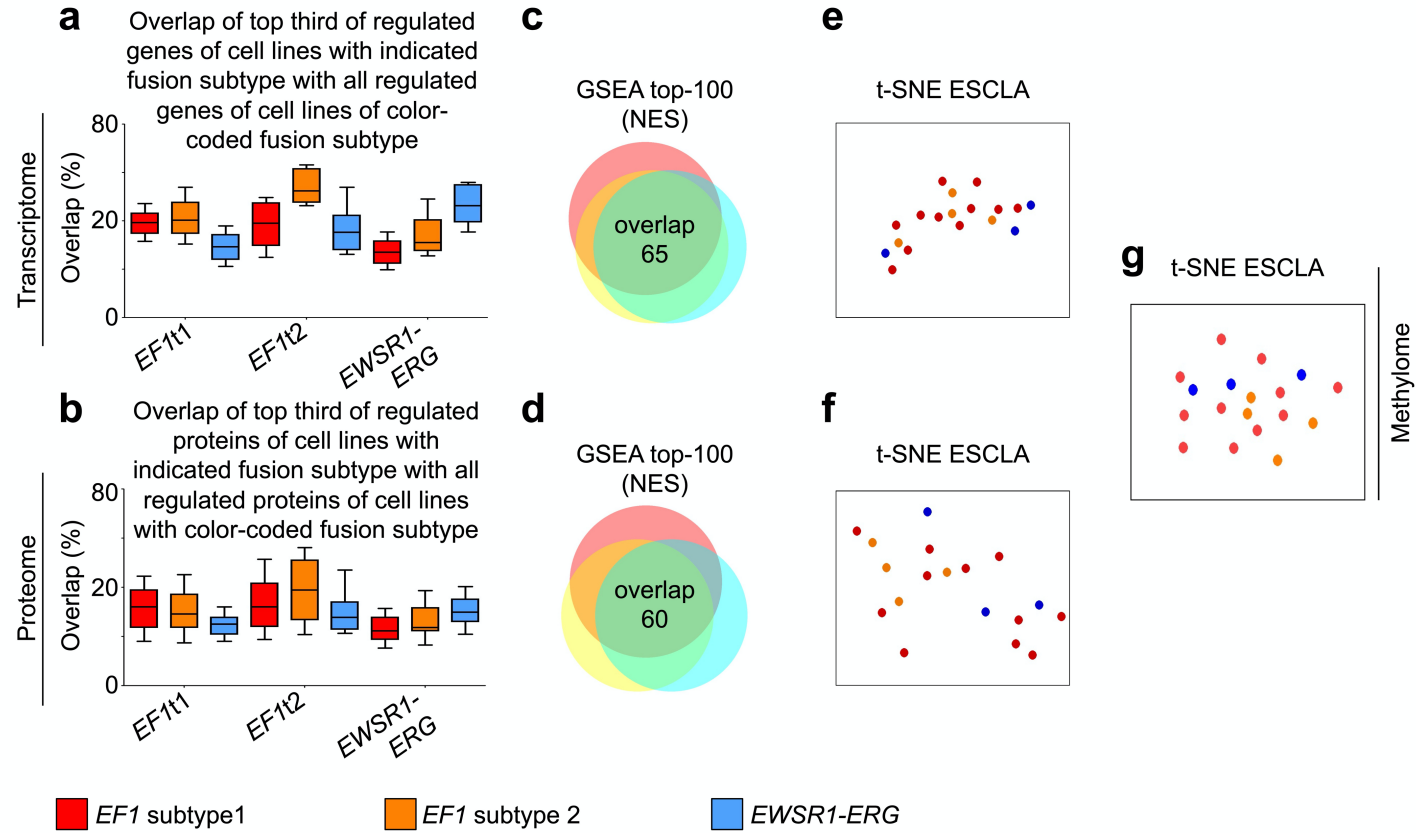 a
Overlap of top third of regulated
genes of cell lines with indicated
fusion subtype with all regulated
genes of cell lines of color-
coded fusion subtype
Transcriptome
Overlap (%)
80
20
0
EF1t1
EF1t2
EWSR1-
ERG
c
GSEA top-100
(NES)
overlap
65
e
t-SNE ESCLA
g
t-SNE ESCLA
Methylome
b
Overlap of top third of regulated
proteins of cell lines with
indicated fusion subtype with all
regulated proteins of cell lines
with color-coded fusion subtype
Proteome
Overlap (%)
80
20
0
EF1t1
EF1t2
EWSR1-
ERG
d
GSEA top-100
(NES)
overlap
60
f
t-SNE ESCLA
EF1 subtype1
EF1 subtype 2
EWSR1-ERG